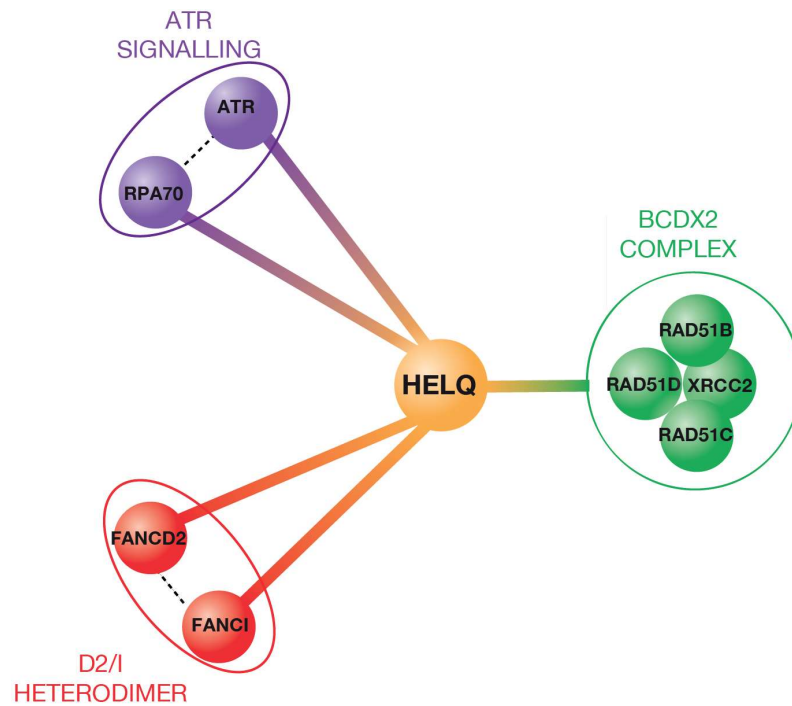 ATR
SIGNALLING
ATR
RPA70
BCDX2
COMPLEX
RAD51B
HELQ
RAD51D XRCC2
RAD51C
FANCD2
FANCI
D2/I
HETERODIMER